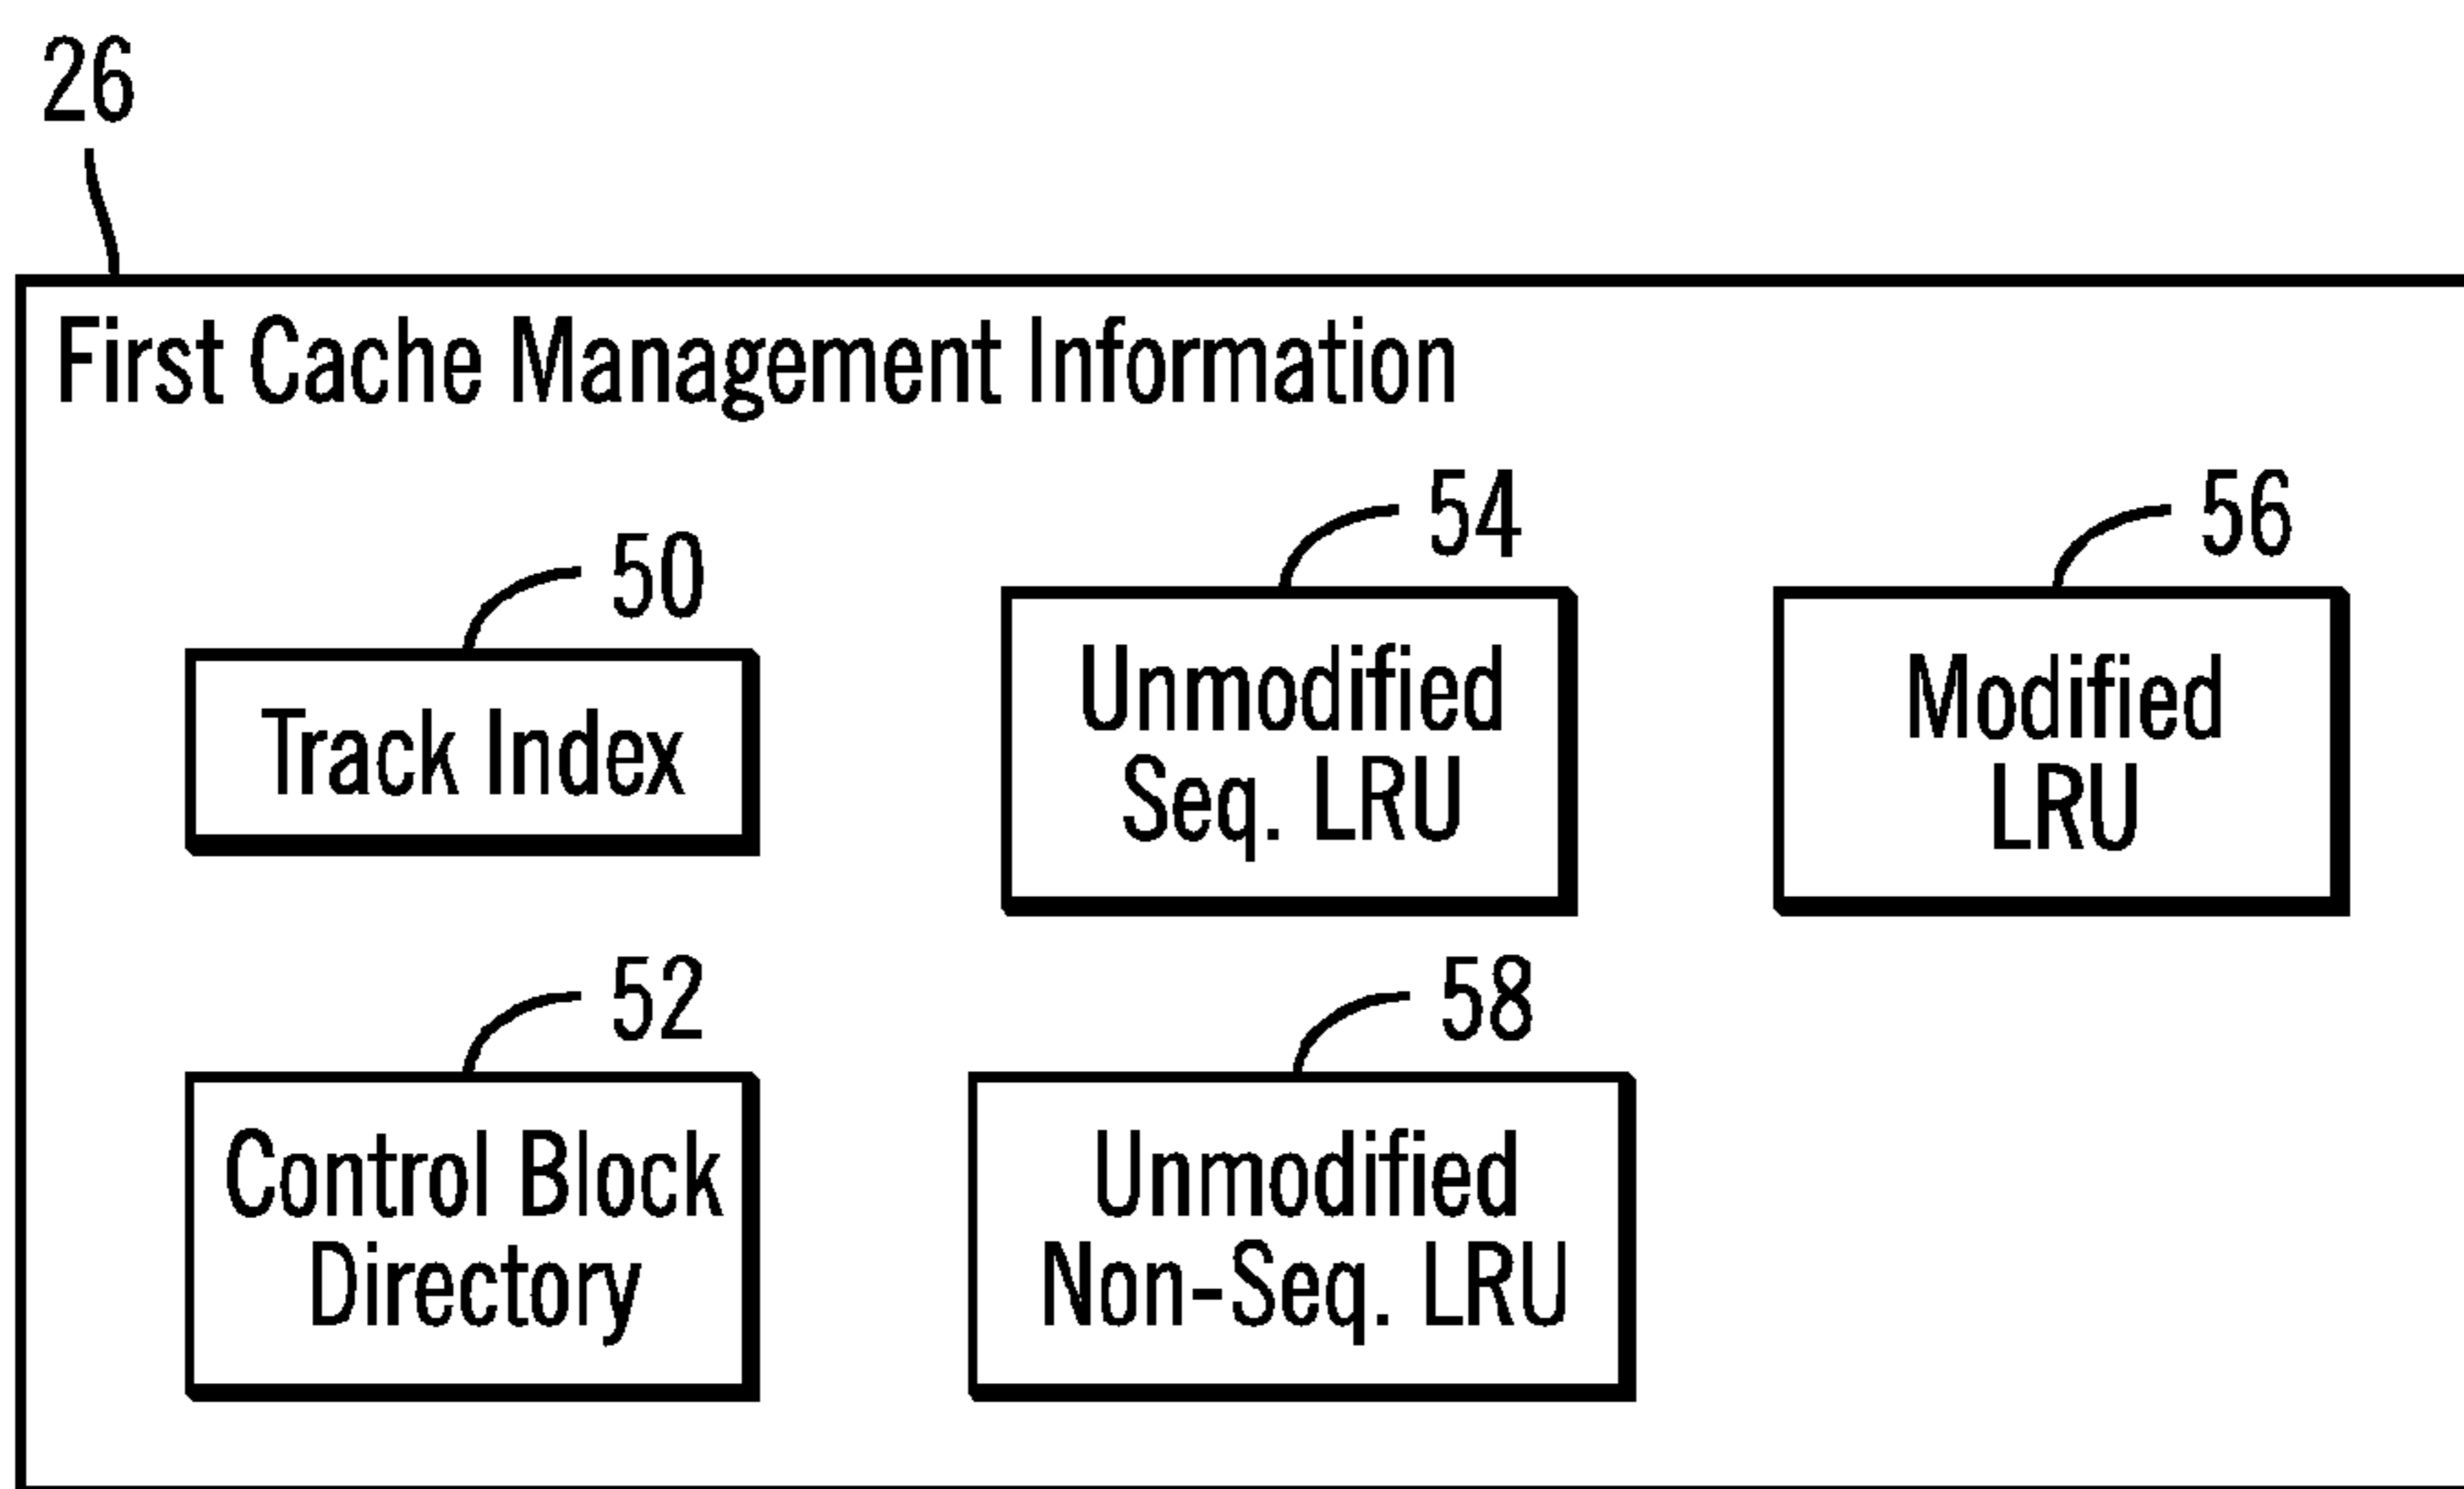 26
First Cache Management Information
50
Track Index
54
Unmodified
Seq. LRU
56
Modified
LRU
52
Control Block
Directory
58
Unmodified
Non-Seq. LRU